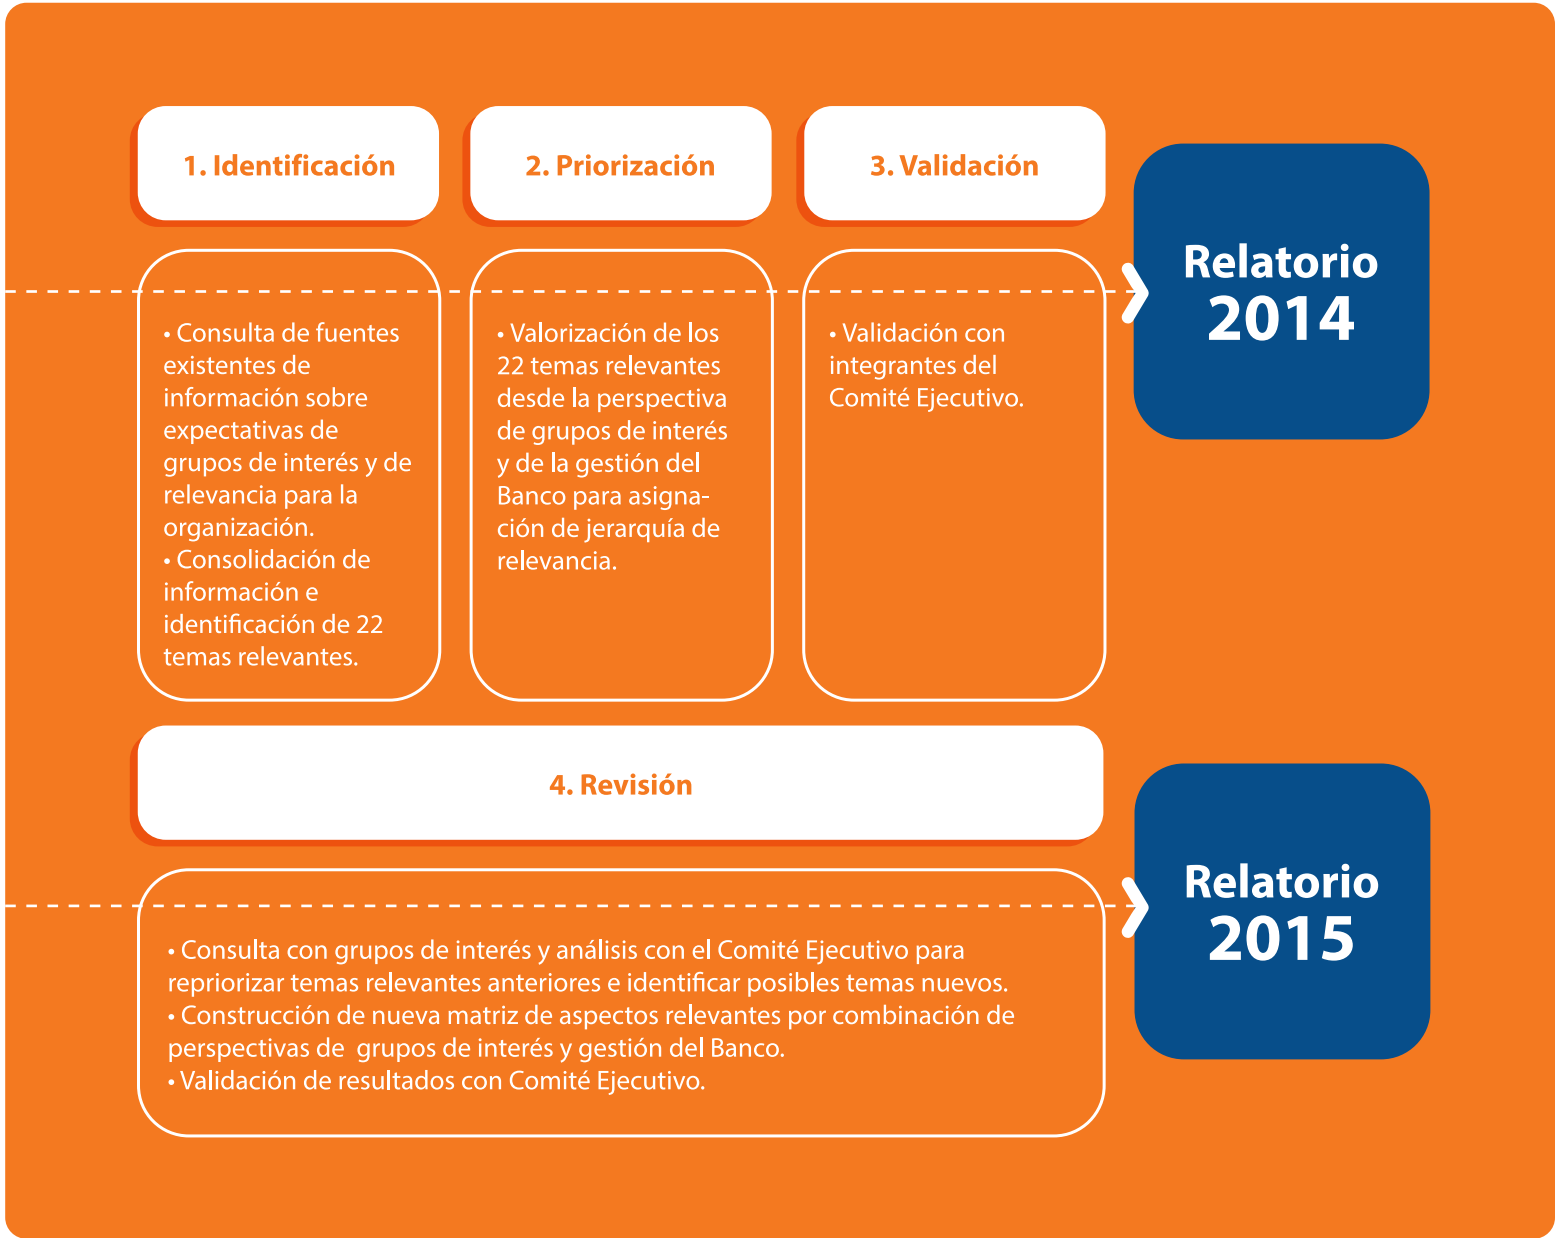 1. Identificación
• Consulta de fuentes
existentes de
información sobre
expectativas de
grupos de interés y de
relevancia para la
organización.
• Consolidación de
información e
identificación de 22
temas relevantes.
2. Priorización
• Valorización de los
22 temas relevantes
desde la perspectiva
de grupos de interés
y de la gestión del
Banco para asigna-
ción de jerarquía de
relevancia.
3. Validación
• Validación con
integrantes del
Comité Ejecutivo.
Relatorio
2014
4. Revisión
• Consulta con grupos de interés y análisis con el Comité Ejecutivo para
repriorizar temas relevantes anteriores e identificar posibles temas nuevos.
• Construcción de nueva matriz de aspectos relevantes por combinación de
perspectivas de  grupos de interés y gestión del Banco.
• Validación de resultados con Comité Ejecutivo.
Relatorio
2015